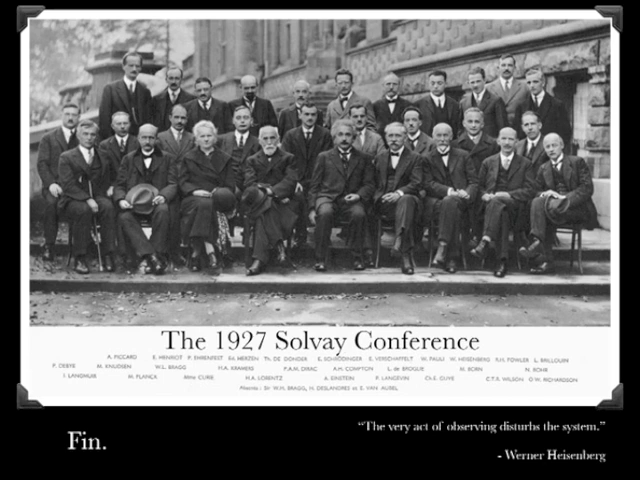 The 1927 Solvay Conference
A. PICCARD E. HENRIOT P. EHRENFEST Ed. HERZEN Th. DE DONDER E. SCHRÖDINGER E. VERSCHAFFELT W. PAULI W. HEISENBERG R.H. FOWLER L. BRILLOUIN
P. DEBYE M. KNUDSEN W.L. BRAGG H.A. KRAMERS P.A.M. DIRAC A.H. COMPTON L. de BROGLIE M. BORN N. BOHR
I. LANGMUIR M. PLANCK Mme CURIE H.A. LORENTZ A. EINSTEIN P. LANGEVIN Ch.E. GUYE C.T.R. WILSON O.W. RICHARDSON
Absents : Sir W.H. BRAGG, H. DESLANDRES et E. VAN AUBEL
Fin.
“The very act of observing disturbs the system.”
- Werner Heisenberg